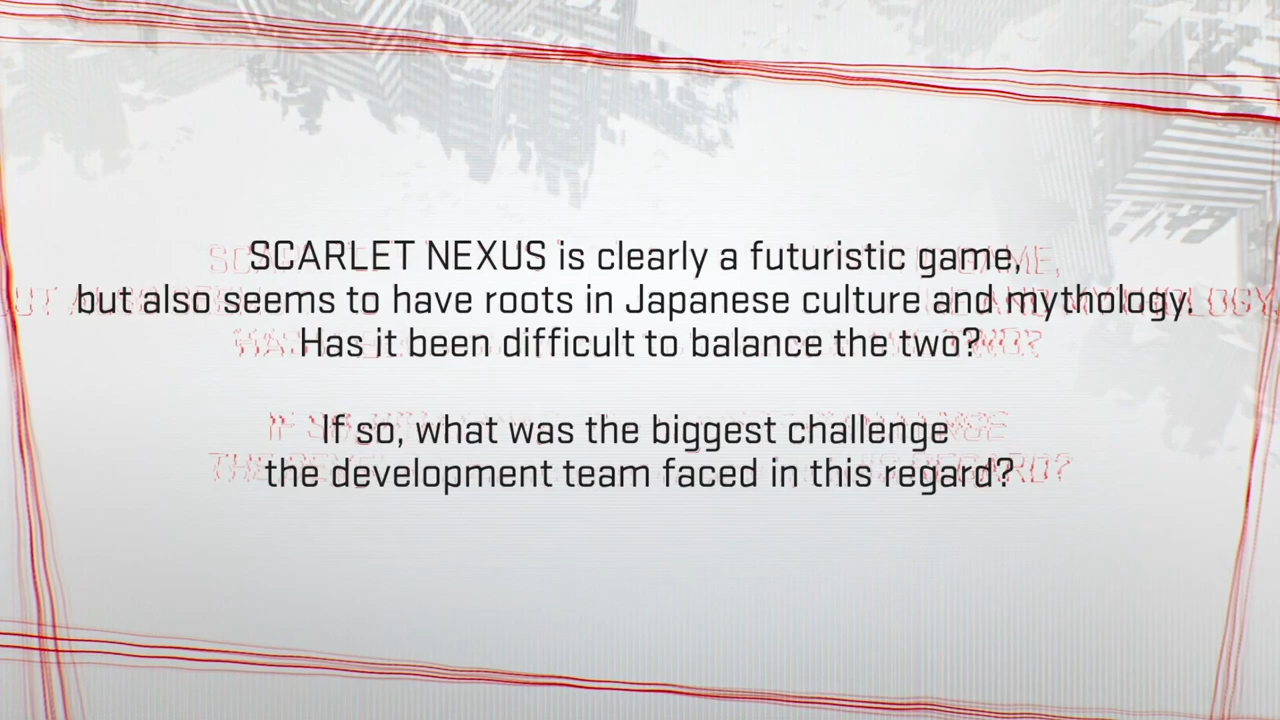 SCARLET NEXUS is clearly a futuristic game,
but also seems to have roots in Japanese culture and mythology.
Has it been difficult to balance the two?
If so, what was the biggest challenge
the development team faced in this regard?